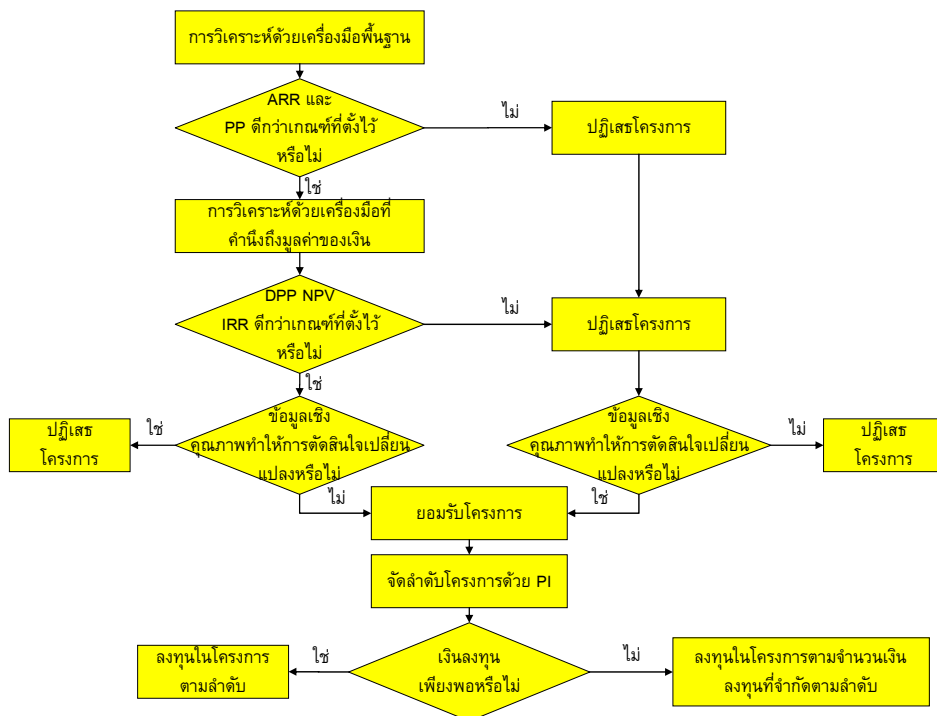 การวิเคราะห์ด้วยเครื่องมือพื้นฐาน
ARR และ
PP ดีกว่าเกณฑ์ที่ตั้งไว้
หรือไม่
ไม่
ปฏิเสธโครงการ
ใช่
การวิเคราะห์ด้วยเครื่องมือที่
คำนึงถึงมูลค่าของเงิน
DPP NPV
IRR ดีกว่าเกณฑ์ที่ตั้งไว้
หรือไม่
ไม่
ปฏิเสธโครงการ
ใช่
ปฏิเสธ
โครงการ
ใช่
ข้อมูลเชิง
คุณภาพทำให้การตัดสินใจเปลี่ยน
แปลงหรือไม่
ข้อมูลเชิง
คุณภาพทำให้การตัดสินใจเปลี่ยน
แปลงหรือไม่
ไม่
ปฏิเสธ
โครงการ
ไม่
ใช่
ยอมรับโครงการ
จัดลำดับโครงการด้วย PI
ลงทุนในโครงการ
ตามลำดับ
ใช่
เงินลงทุน
เพียงพอหรือไม่
ไม่
ลงทุนในโครงการตามจำนวนเงิน
ลงทุนที่จำกัดตามลำดับ